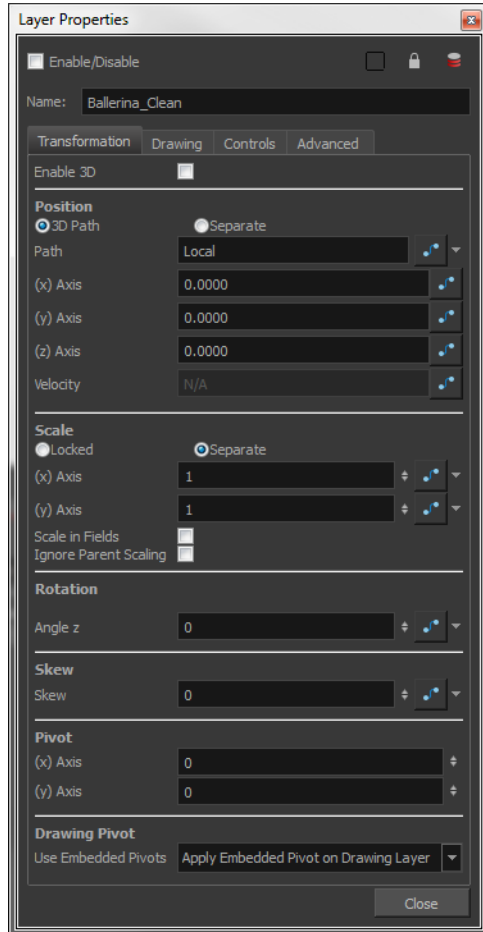 Layer Properties
Enable/Disable
Name: Ballerina_Clean
Transformation Drawing Controls Advanced
Enable 3D
Position
3D Path Separate
Path Local
(x) Axis 0.0000
(y) Axis 0.0000
(z) Axis 0.0000
Velocity N/A
Scale
Locked Separate
(x) Axis 1
(y) Axis 1
Scale in Fields
Ignore Parent Scaling
Rotation
Angle z 0
Skew
Skew 0
Pivot
(x) Axis 0
(y) Axis 0
Drawing Pivot
Use Embedded Pivots Apply Embedded Pivot on Drawing Layer
Close